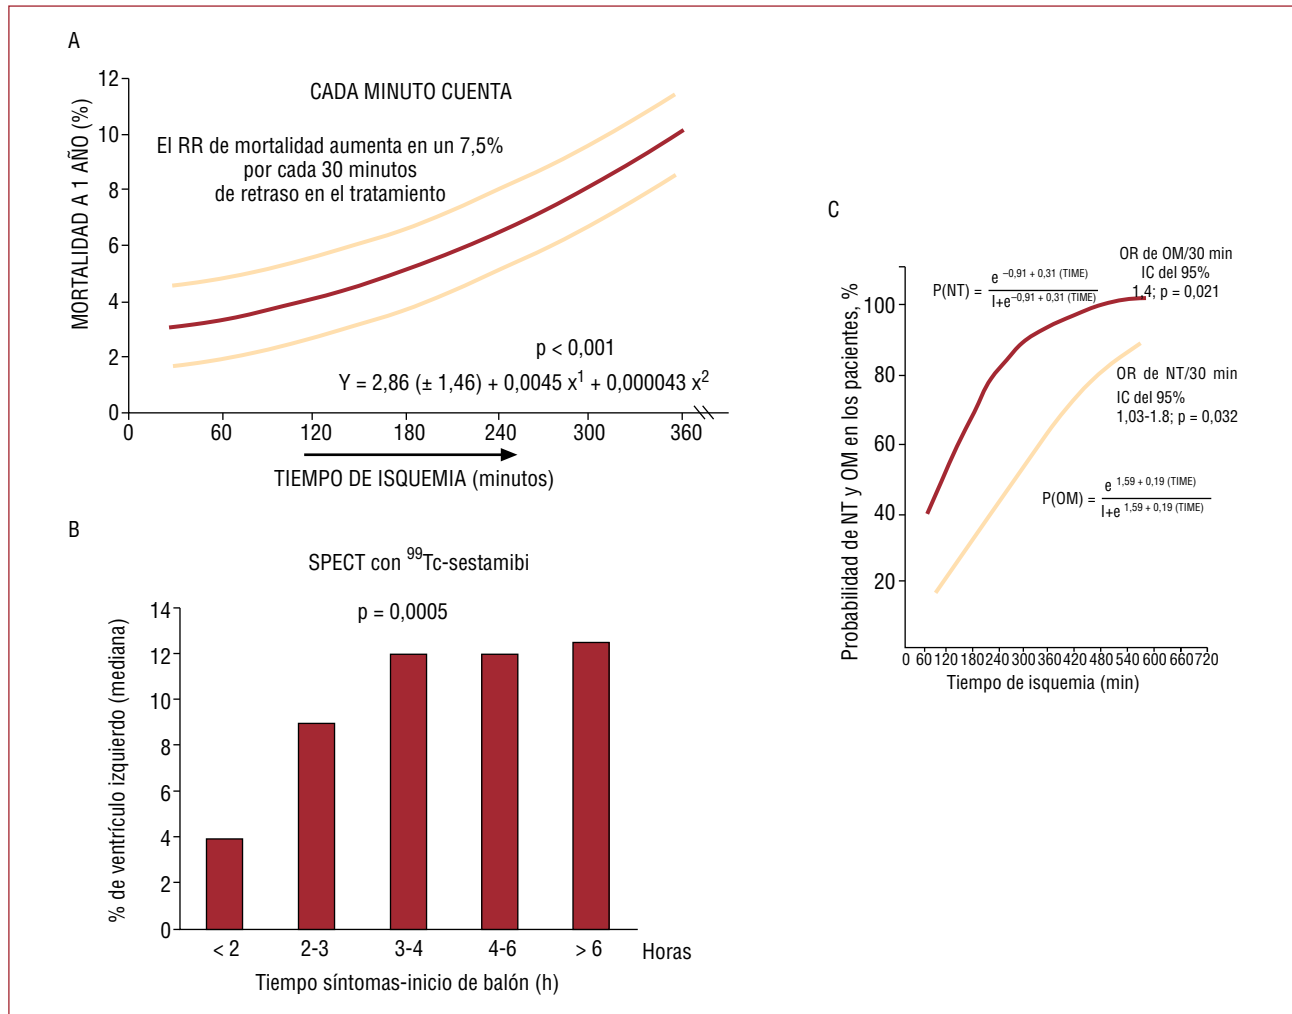 A
MORTALIDAD A 1 AÑO (%)
12
10
8
6
4
2
0
CADA MINUTO CUENTA
El RR de mortalidad aumenta en un 7,5%
por cada 30 minutos
de retraso en el tratamiento
p < 0,001
Y = 2,86 (± 1,46) + 0,0045 x¹ + 0,000043 x²
0 60 120 180 240 300 360
TIEMPO DE ISQUEMIA (minutos)
B
SPECT con ⁹⁹Tc-sestamibi
p = 0,0005
% de ventrículo izquierdo (mediana)
14
12
10
8
6
4
2
0
< 2 2-3 3-4 4-6 > 6 Horas
Tiempo síntomas-inicio de balón (h)
C
Probabilidad de NT y OM en los pacientes, %
100
80
60
40
20
P(NT) = e –0,91 + 0,31 (TIME)
l+e–0,91 + 0,31 (TIME)
OR de OM/30 min
IC del 95%
1,4; p = 0,021
OR de NT/30 min
IC del 95%
1,03-1.8; p = 0,032
P(OM) = e 1,59 + 0,19 (TIME)
l+e 1,59 + 0,19 (TIME)
0 60 120 180 240 300 360 420 480 540 600 660 720
Tiempo de isquemia (min)